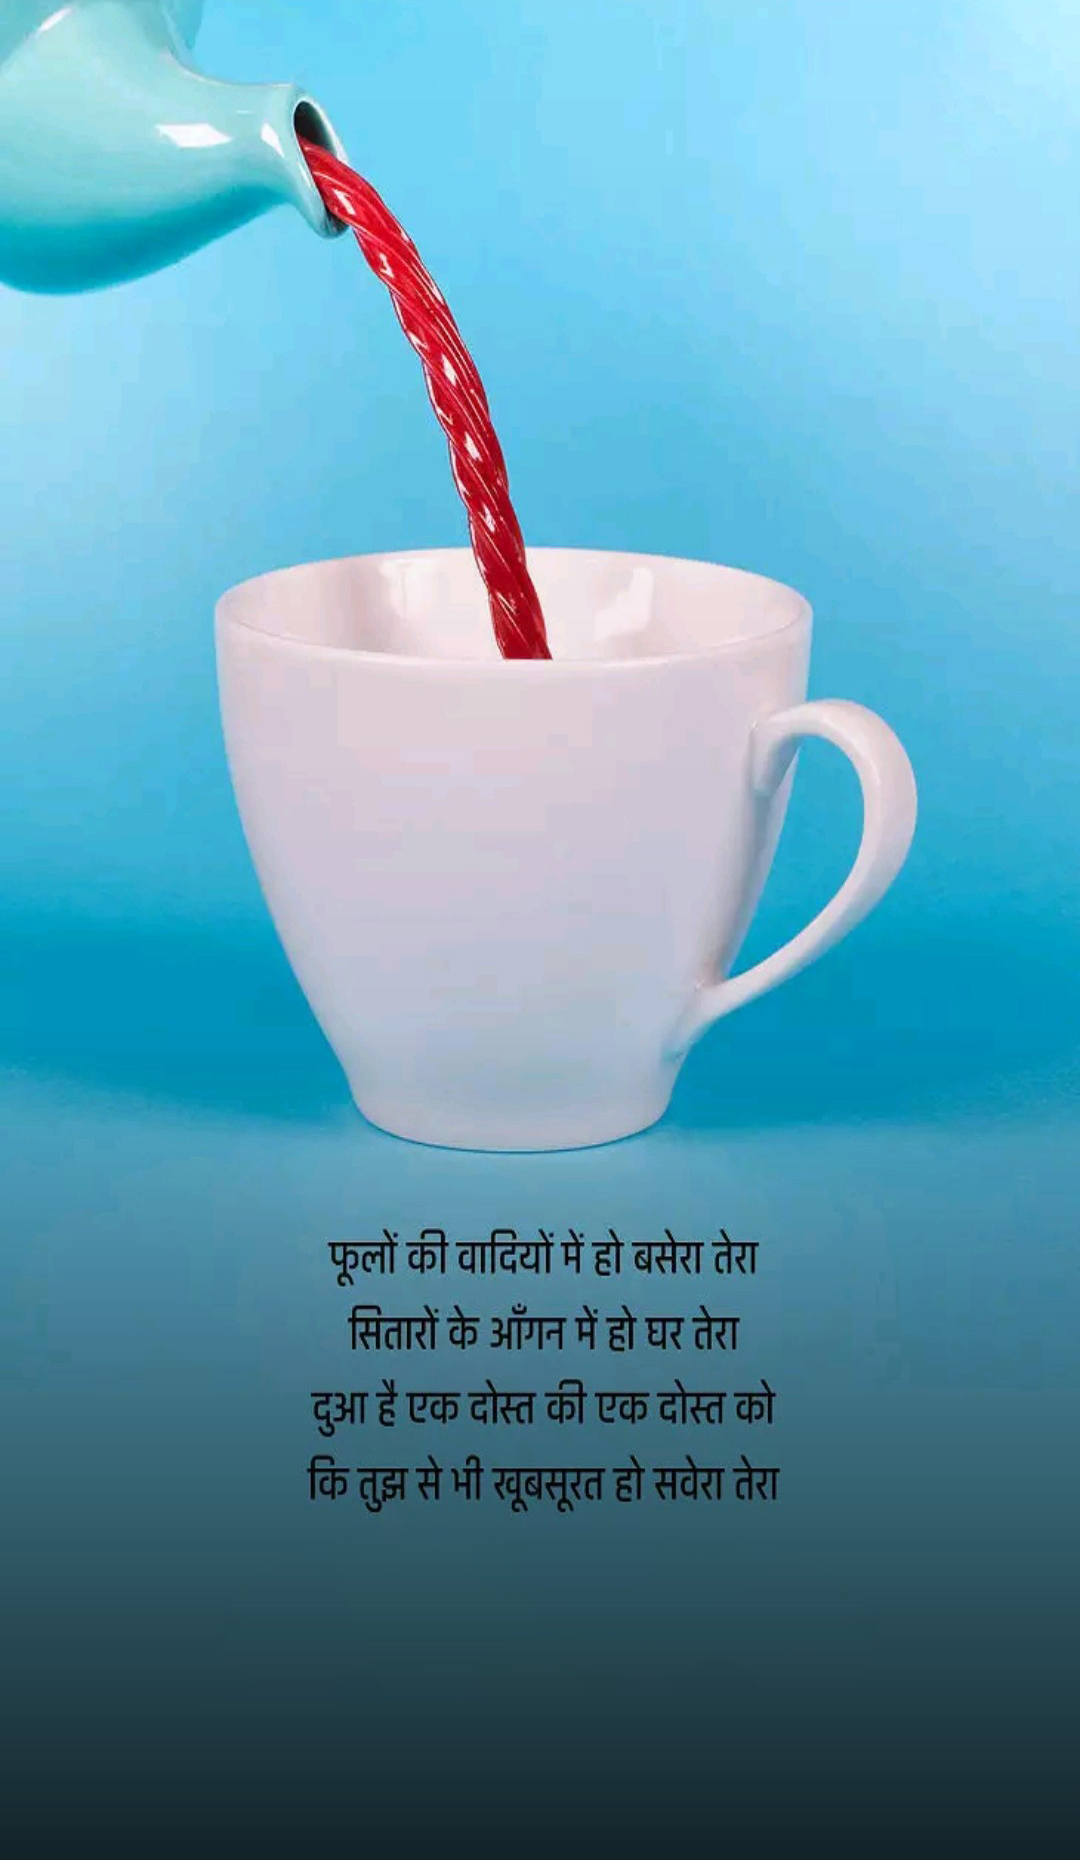 फूलों की वादियों में हो बसेरा तेरा
सितारों के आँगन में हो घर तेरा
दुआ है एक दोस्त की एक दोस्त को
कि तुझ से भी खूबसूरत हो सवेरा तेरा